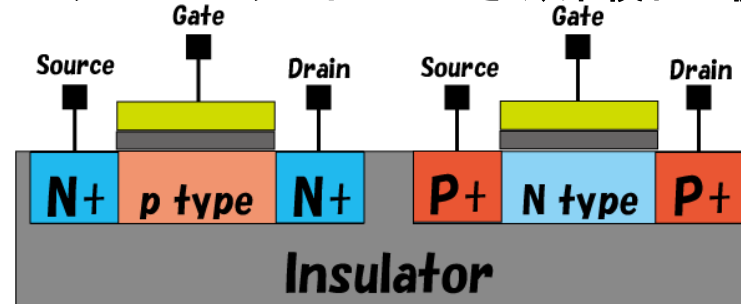 Gate
Gate
Source
Drain
Source
Drain
N+
p type
N+
P+
N type
P+
Insulator